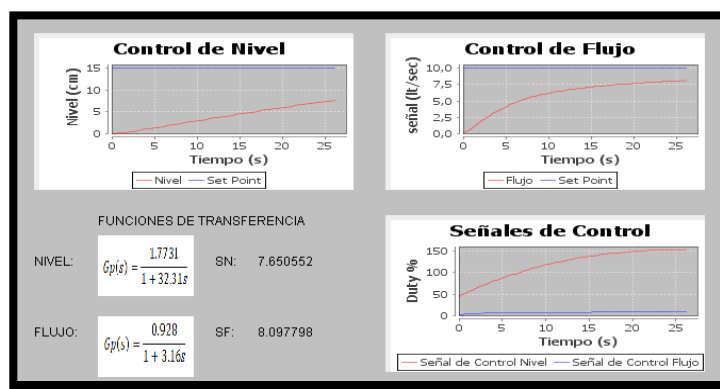 Control de Nivel
Nivel (cm)
15
10
5
0
0 5 10 15 20 25
Tiempo (s)
Nivel Set Point
Control de Flujo
señal (lt/sec)
10,0
7,5
5,0
2,5
0,0
0 5 10 15 20 25
Tiempo (s)
Flujo Set Point
FUNCIONES DE TRANSFERENCIA
NIVEL: Gp(s) = 1.7731 / 1 + 32.31s SN: 7.650552
FLUJO: Gp(s) = 0.928 / 1 + 3.16s SF: 8.097798
Señales de Control
Duty %
150
100
50
0
0 5 10 15 20 25
Tiempo (s)
Señal de Control Nivel Señal de Control Flujo